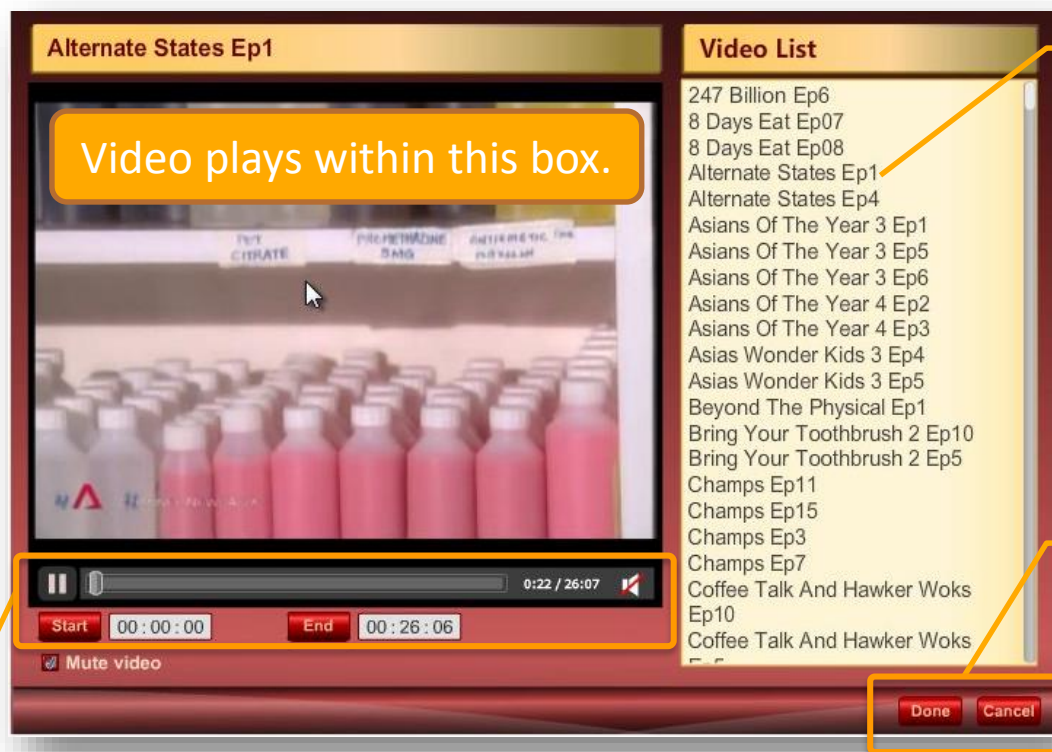 Alternate States Ep1
Video plays within this box.
PROMETHAZINE
CITRATE
5MG
0:22 / 26:07
Start 00 : 00 : 00 End 00 : 26 : 06
Mute video
Video List
247 Billion Ep6
8 Days Eat Ep07
8 Days Eat Ep08
Alternate States Ep1
Alternate States Ep4
Asians Of The Year 3 Ep1
Asians Of The Year 3 Ep5
Asians Of The Year 3 Ep6
Asians Of The Year 4 Ep2
Asians Of The Year 4 Ep3
Asias Wonder Kids 3 Ep4
Asias Wonder Kids 3 Ep5
Beyond The Physical Ep1
Bring Your Toothbrush 2 Ep10
Bring Your Toothbrush 2 Ep5
Champs Ep11
Champs Ep15
Champs Ep3
Champs Ep7
Coffee Talk And Hawker Woks
Ep10
Coffee Talk And Hawker Woks
Done Cancel